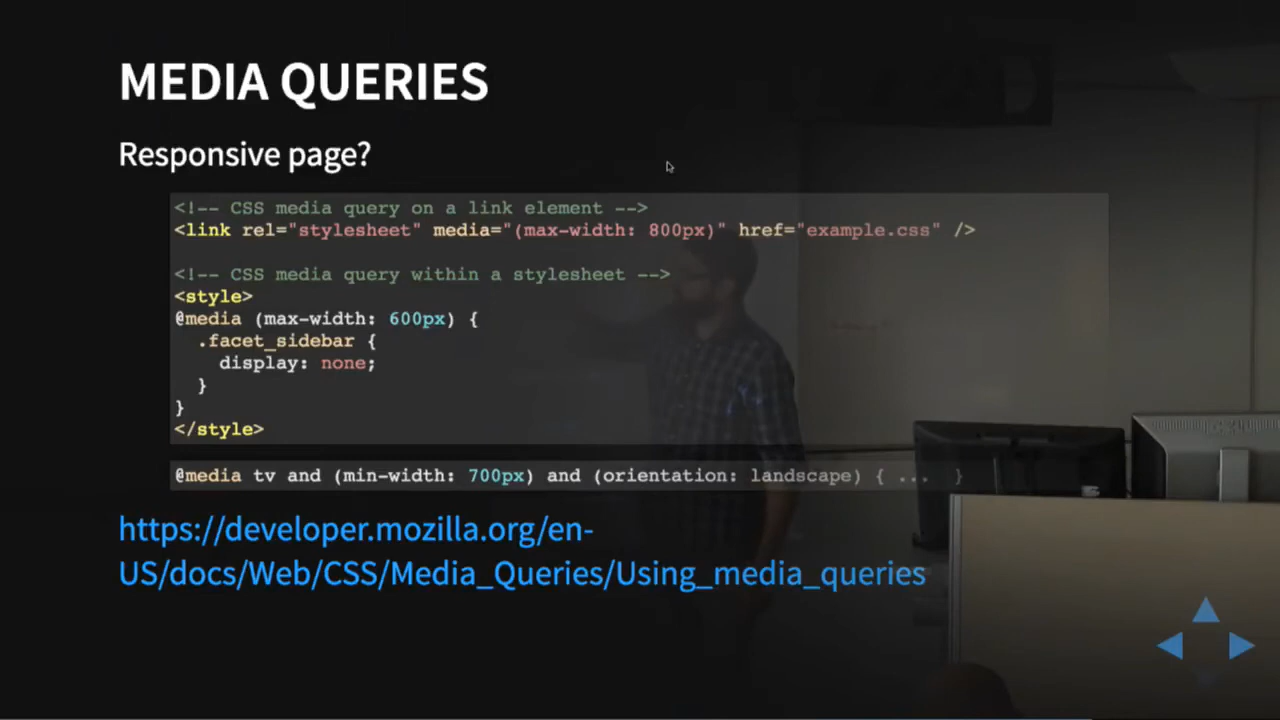 MEDIA QUERIES
Responsive page?
<!-- CSS media query on a link element -->
<link rel="stylesheet" media="(max-width: 800px)" href="example.css" />
<!-- CSS media query within a stylesheet -->
<style>
@media (max-width: 600px) {
  .facet_sidebar {
    display: none;
  }
}
</style>
@media tv and (min-width: 700px) and (orientation: landscape) { ... }
https://developer.mozilla.org/en-
US/docs/Web/CSS/Media_Queries/Using_media_queries